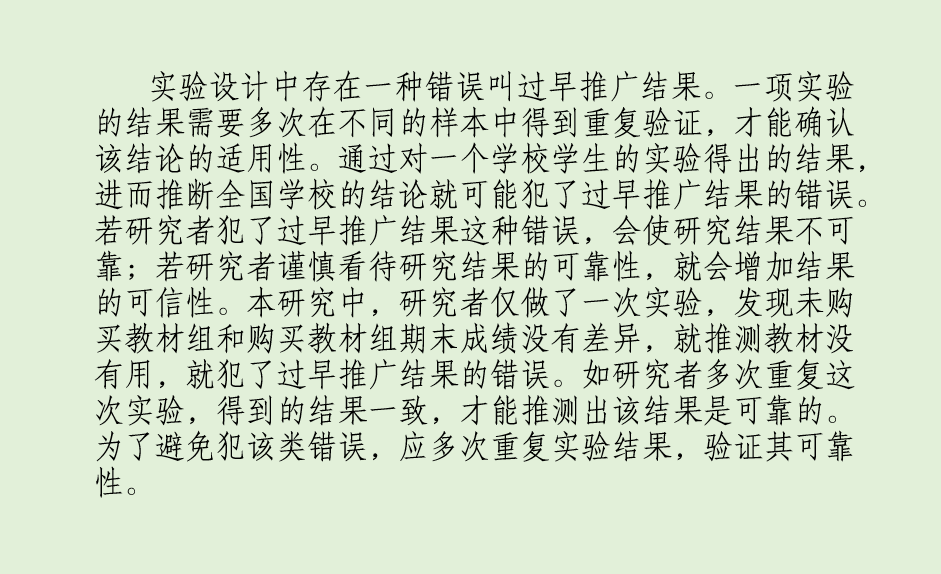 实验设计中存在一种错误叫过早推广结果。一项实验
的结果需要多次在不同的样本中得到重复验证，才能确认
该结论的适用性。通过对一个学校学生的实验得出的结果，
进而推断全国学校的结论就可能犯了过早推广结果的错误。
若研究者犯了过早推广结果这种错误，会使研究结果不可
靠；若研究者谨慎看待研究结果的可靠性，就会增加结果
的可信性。本研究中，研究者仅做了一次实验，发现未购
买教材组和购买教材组期末成绩没有差异，就推测教材没
有用，就犯了过早推广结果的错误。如研究者多次重复这
次实验，得到的结果一致，才能推测出该结果是可靠的。
为了避免犯该类错误，应多次重复实验结果，验证其可靠
性。